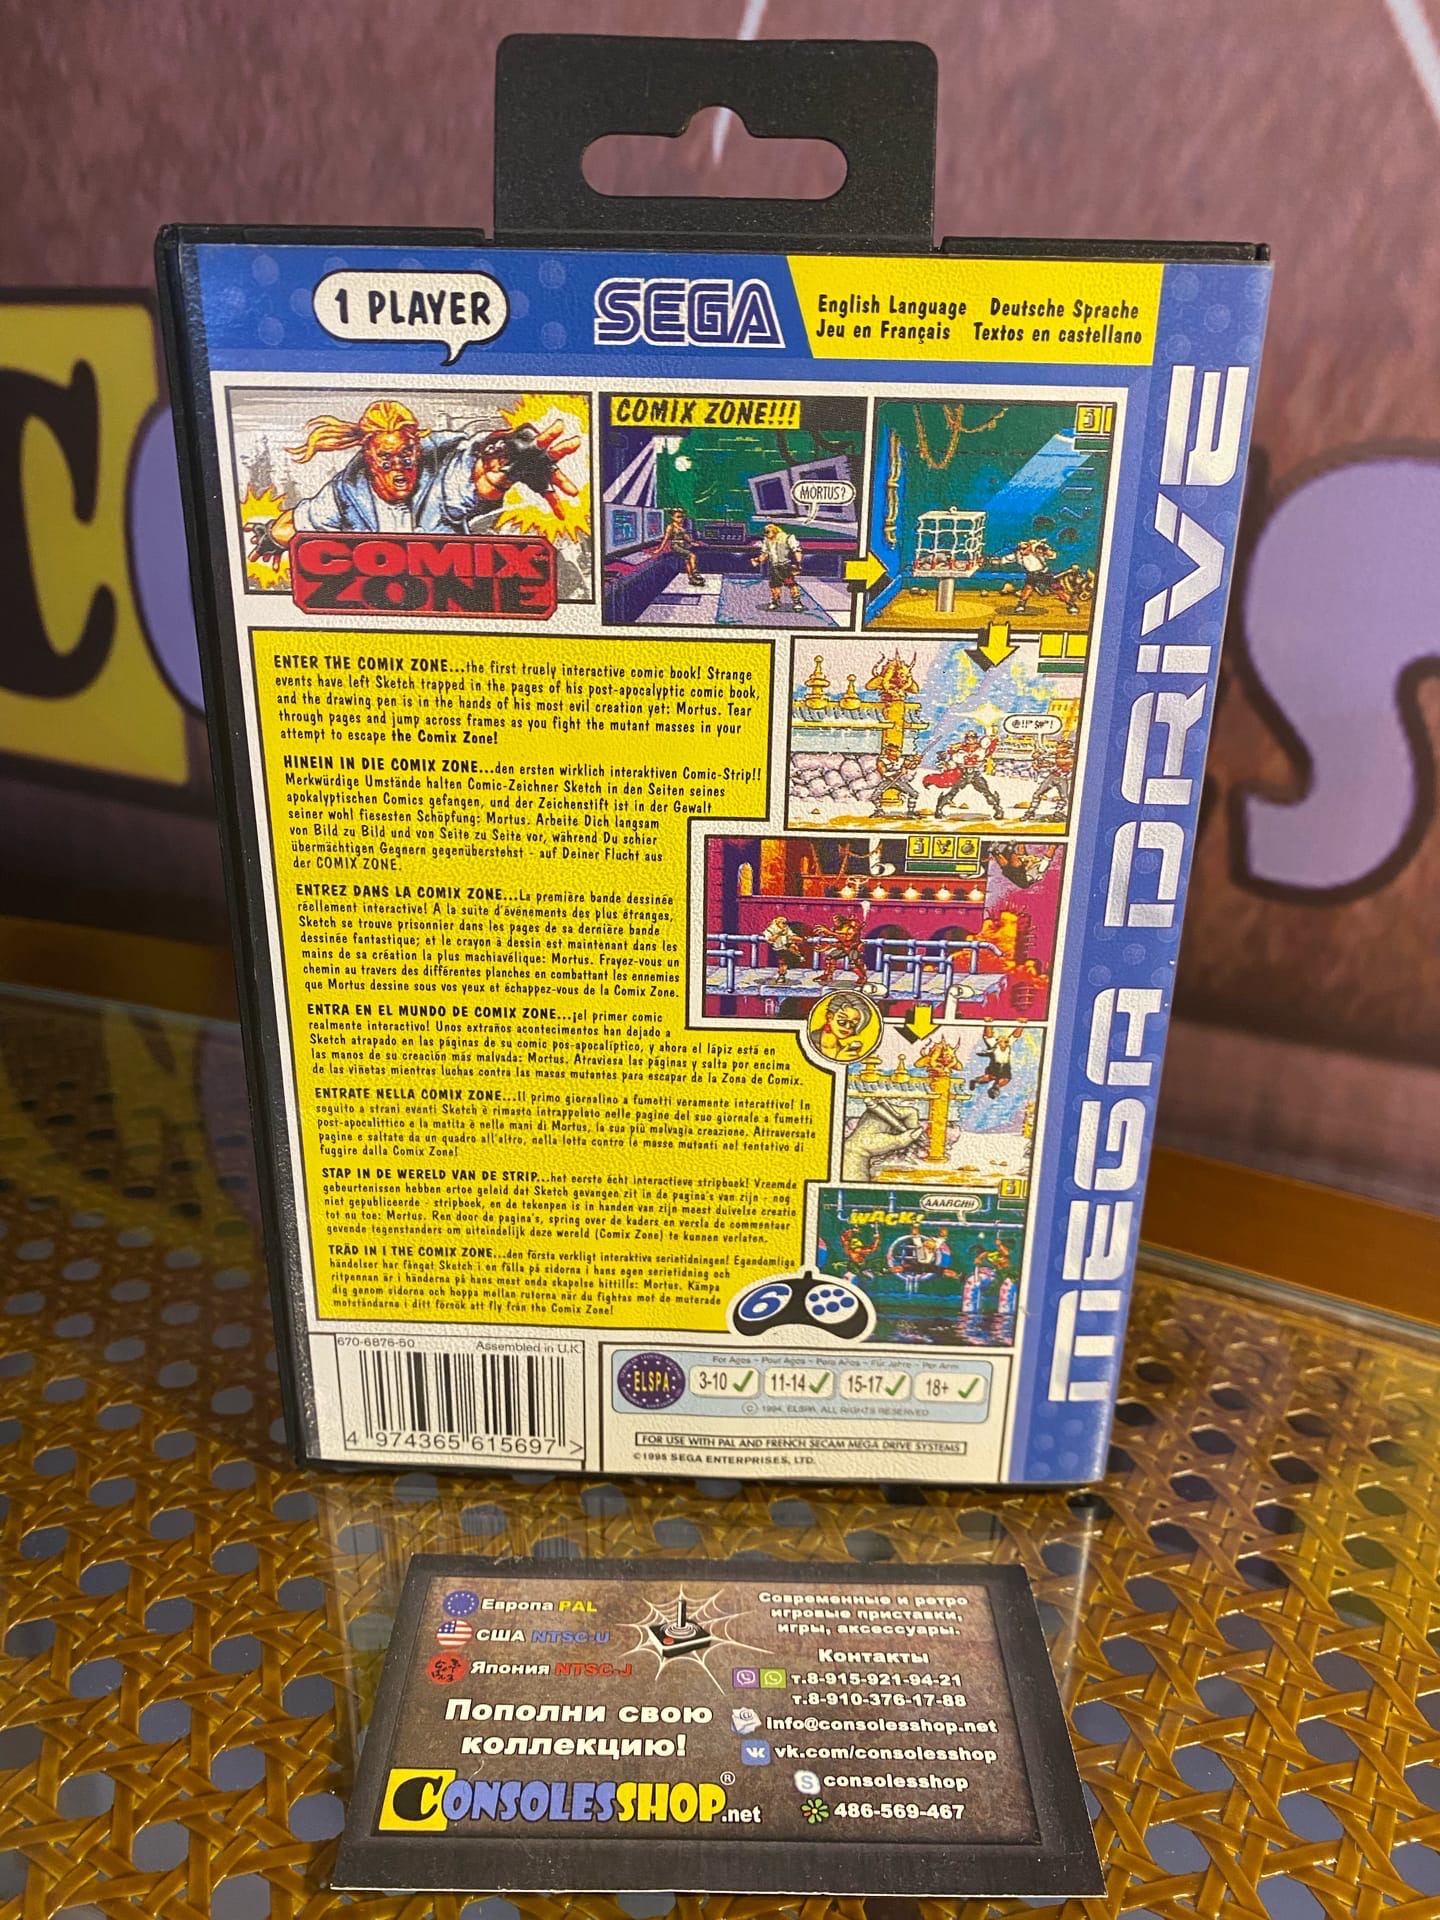 1 PLAYER
SEGA
English Language Deutsche Sprache
Jeu en Français Textos en castellano
MEGA DRIVE
COMIX
ZONE
COMIX ZONE!!!
MORTUS?
@!!"$#"!
ENTER THE COMIX ZONE...the first truely interactive comic book! Strange
events have left Sketch trapped in the pages of his post-apocalyptic comic book,
and the drawing pen is in the hands of his most evil creation yet: Mortus. Tear
through pages and jump across frames as you fight the mutant masses in your
attempt to escape the Comix Zone!
HINEIN IN DIE COMIX ZONE...den ersten wirklich interaktiven Comic-Strip!!
Merkwürdige Umstände halten Comic-Zeichner Sketch in den Seiten seines
apokalyptischen Comics gefangen, und der Zeichenstift ist in der Gewalt
seiner wohl fiesesten Schöpfung: Mortus. Arbeite Dich langsam
von Bild zu Bild und von Seite zu Seite vor, während Du schier
übermächtigen Gegnern gegenüberstehst - auf Deiner Flucht aus
der COMIX ZONE.
ENTREZ DANS LA COMIX ZONE...La première bande dessinée
réellement interactive! A la suite d'événements des plus étranges,
Sketch se trouve prisonnier dans les pages de sa dernière bande
dessinée fantastique; et le crayon à dessin est maintenant dans les
mains de sa création la plus machiavélique: Mortus. Frayez-vous un
chemin au travers des différentes planches en combattant les ennemies
que Mortus dessine sous vos yeux et échappez-vous de la Comix Zone.
ENTRA EN EL MUNDO DE COMIX ZONE...¡el primer comic
realmente interactivo! Unos extraños acontecimientos han dejado a
Sketch atrapado en las páginas de su comic pos-apocalíptico, y ahora el lápiz está en
las manos de su creación más malvada: Mortus. Atraviesa las páginas y salta por encima
de las viñetas mientras luchas contra las masas mutantes para escapar de la Zona de Comix.
ENTRATE NELLA COMIX ZONE...Il primo giornalino a fumetti veramente interattivo! In
seguito a strani eventi Sketch è rimasto intrappolato nelle pagine del suo giornale a fumetti
post-apocalittico e la matita è nelle mani di Mortus, la sua più malvagia creazione. Attraversate
pagine e saltate da un quadro all'altro, nella lotta contro le masse mutanti nel tentativo di
fuggire dalla Comix Zone!
STAP IN DE WERELD VAN DE STRIP...het eerste écht interactieve stripboek! Vreemde
gebeurtenissen hebben ertoe geleid dat Sketch gevangen zit in de pagina's van zijn - nog
niet gepubliceerde - stripboek, en de tekenpen is in handen van zijn meest duivelse creatie
tot nu toe: Mortus. Ren door de pagina's, spring over de kaders en versla de commentaar
gevende tegenstanders om uiteindelijk deze wereld (Comix Zone) te kunnen verlaten.
TRÄD IN I THE COMIX ZONE...den första verkligt interaktiva serietidningen! Egendomliga
händelser har fångat Sketch i en fälla på sidorna i hans egen serietidning och
ritpennan är i händerna på hans mest onda skapelse hittills: Mortus. Kämpa
dig genom sidorna och hoppa mellan rutorna när du fightas mot de muterade
motståndarna i ditt försök att fly från the Comix Zone!
AAARGH!!
WACK!
6
670-6876-50 Assembled in U.K.
4 974365 615697 >
ELSPA
For Ages - Pour Ages - Para Años - Für Jahre - Per Anni
3-10 11-14 15-17 18+
© 1994, ELSPA, ALL RIGHTS RESERVED
FOR USE WITH PAL AND FRENCH SECAM MEGA DRIVE SYSTEMS
©1995 SEGA ENTERPRISES, LTD.
Европа PAL
США NTSC-U
Япония NTSC-J
Пополни свою
коллекцию!
CONSOLESSHOP.net
®
Современные и ретро
игровые приставки,
игры, аксессуары.
Контакты
т.8-915-921-94-21
т.8-910-376-17-88
info@consolesshop.net
vk.com/consolesshop
consolesshop
486-569-467